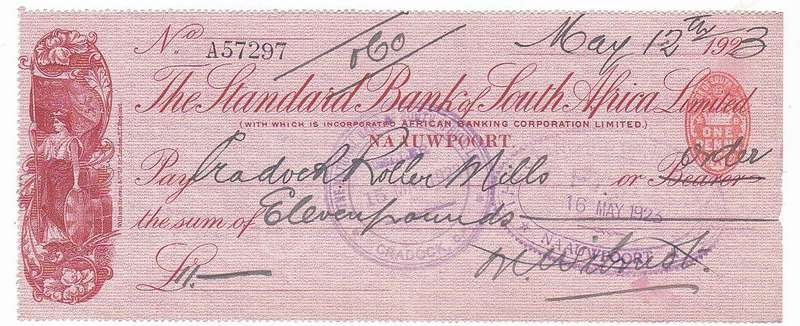 No A57297
060
May 12th 1923
The Standard Bank of South Africa Limited
(WITH WHICH IS INCORPORATED AFRICAN BANKING CORPORATION LIMITED.)
NAAUWPOORT.
Pay Cradock Roller Mills or Bearer order
the sum of Eleven pounds
£11
ONE
CRADOCK
16 MAY 1923
NAAUWPOORT